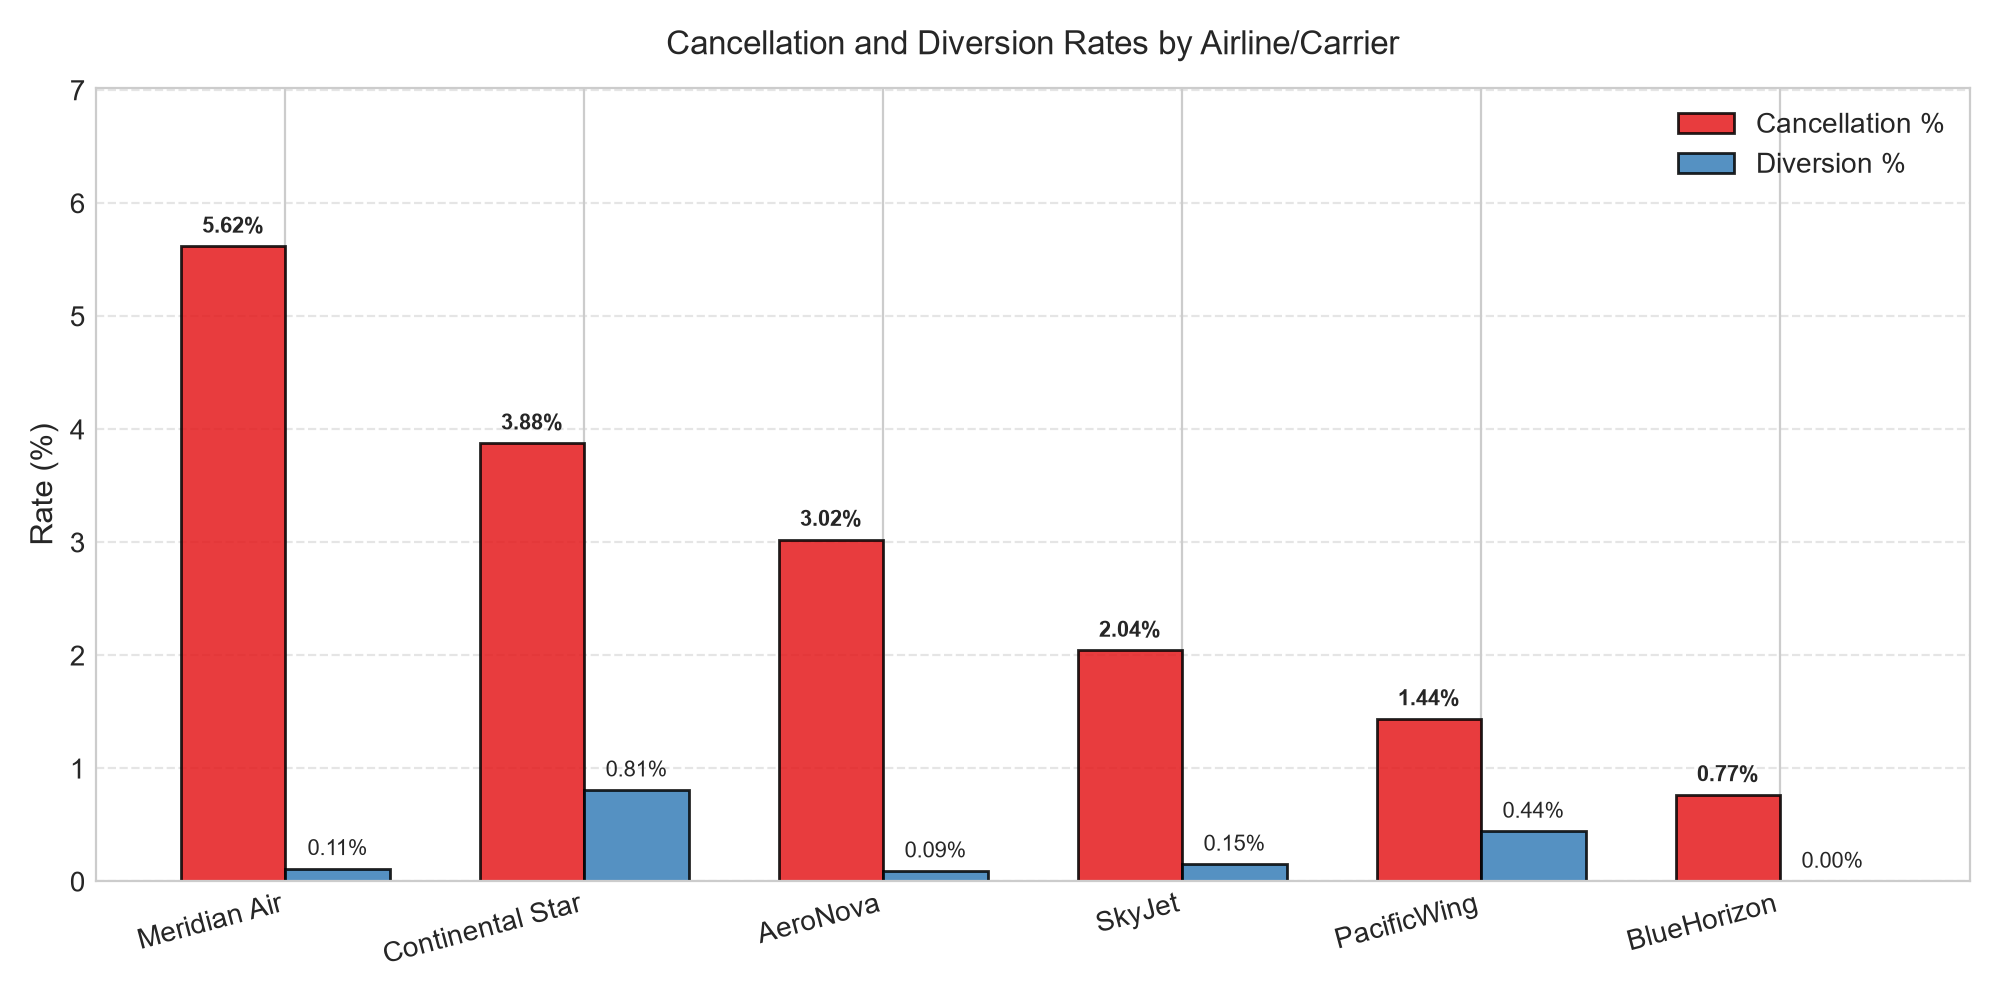 Cancellation and Diversion Rates by Airline/Carrier
Cancellation %
Diversion %
Rate (%)
7
6
5
4
3
2
1
0
5.62%
0.11%
3.88%
0.81%
3.02%
0.09%
2.04%
0.15%
1.44%
0.44%
0.77%
0.00%
Meridian Air
Continental Star
AeroNova
SkyJet
PacificWing
BlueHorizon